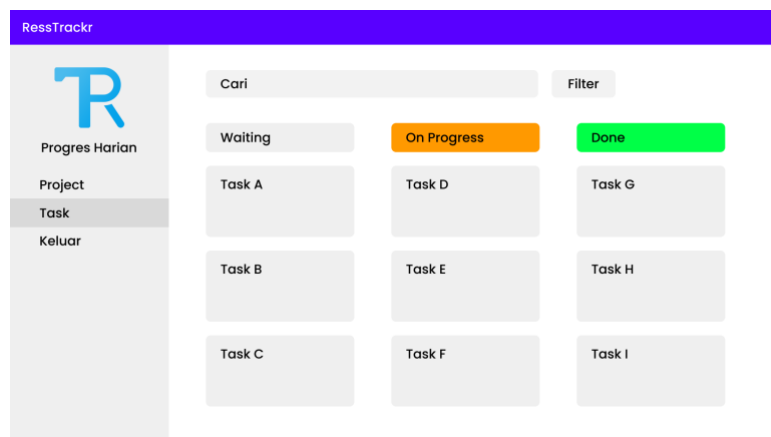 RessTrackr
TR
Progres Harian
Project
Task
Keluar
Cari
Filter
Waiting
On Progress
Done
Task A
Task D
Task G
Task B
Task E
Task H
Task C
Task F
Task I